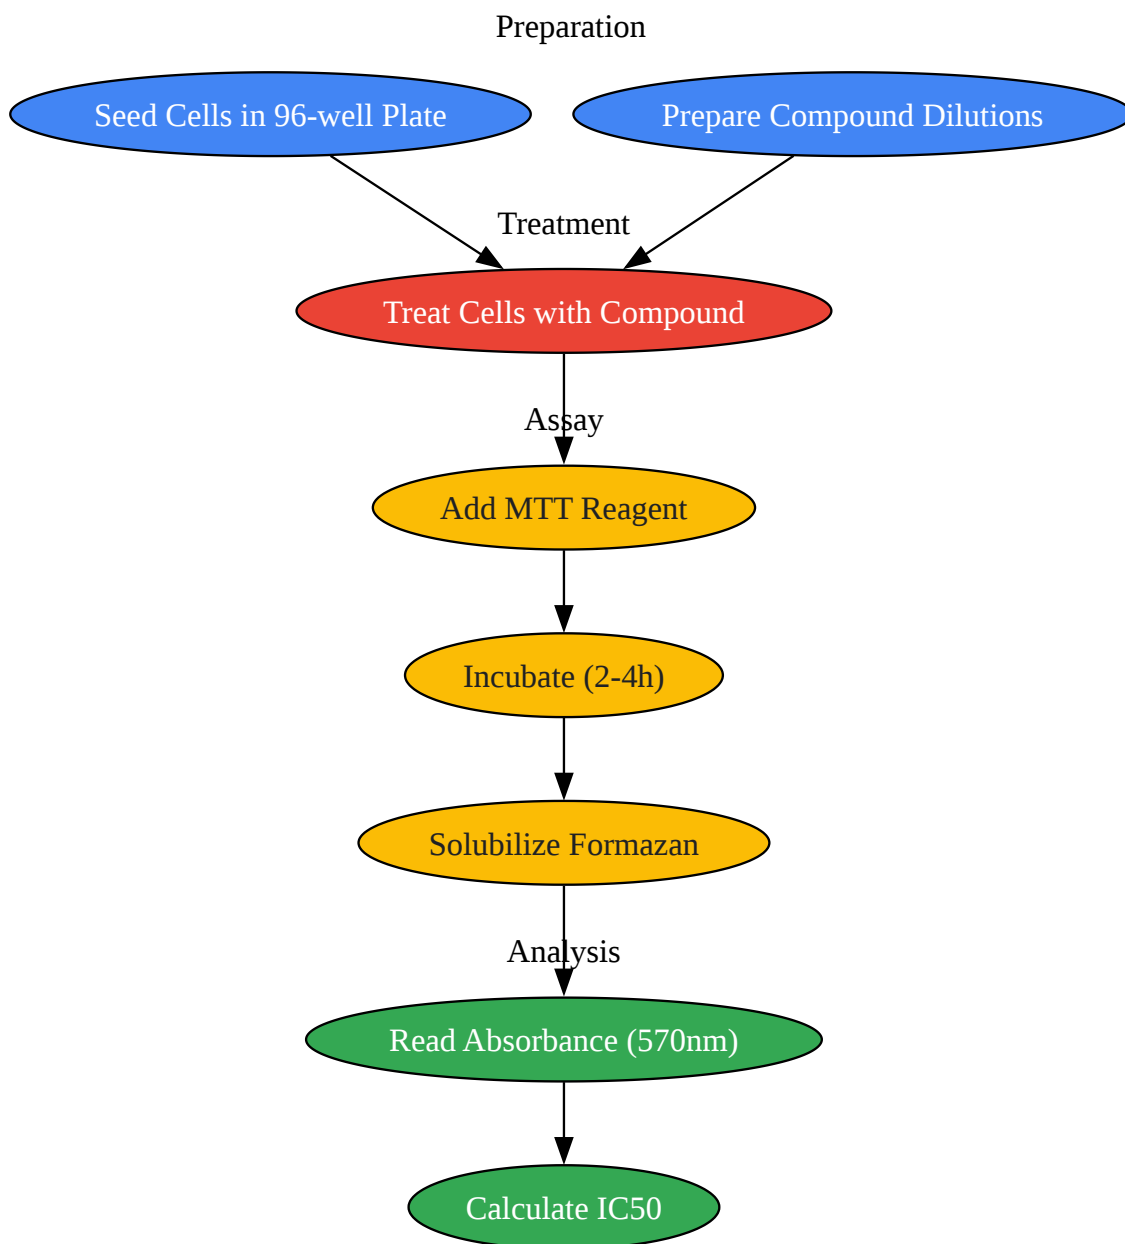 Preparation
Seed Cells in 96-well Plate
Prepare Compound Dilutions
Treatment
Treat Cells with Compound
Assay
Add MTT Reagent
Incubate (2-4h)
Solubilize Formazan
Analysis
Read Absorbance (570nm)
Calculate IC50